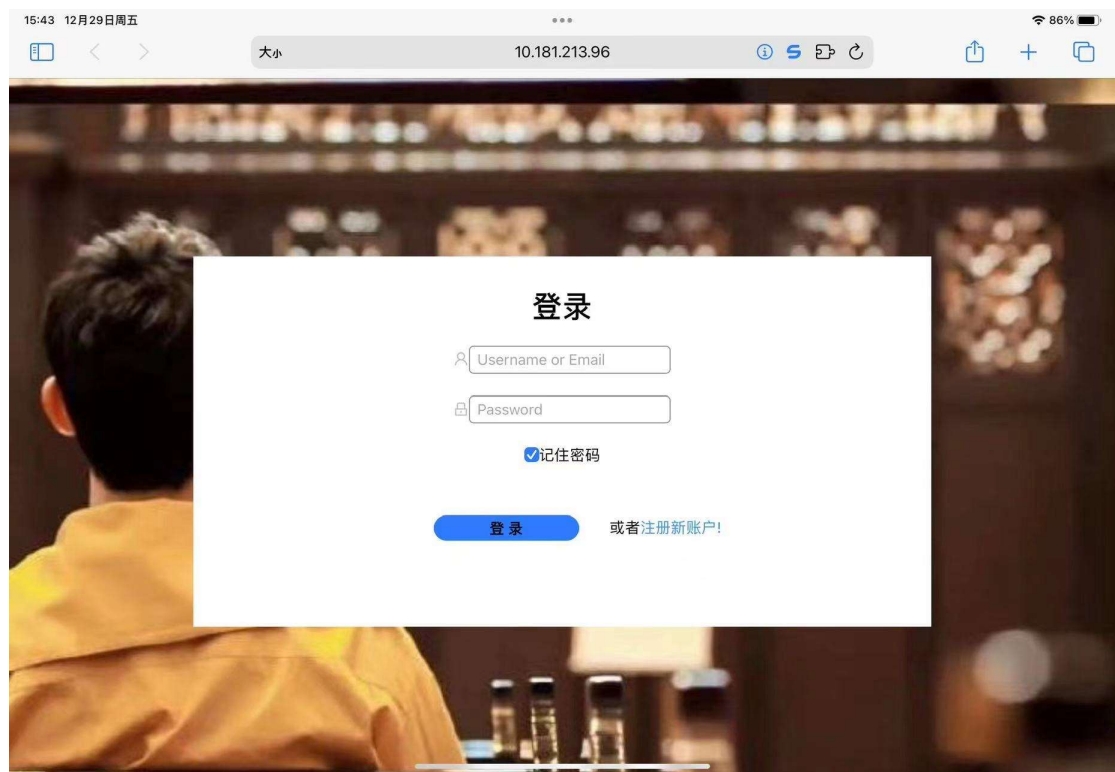 15:43 12月29日周五
86%
大小
10.181.213.96
登录
Username or Email
Password
记住密码
登 录
或者注册新账户!